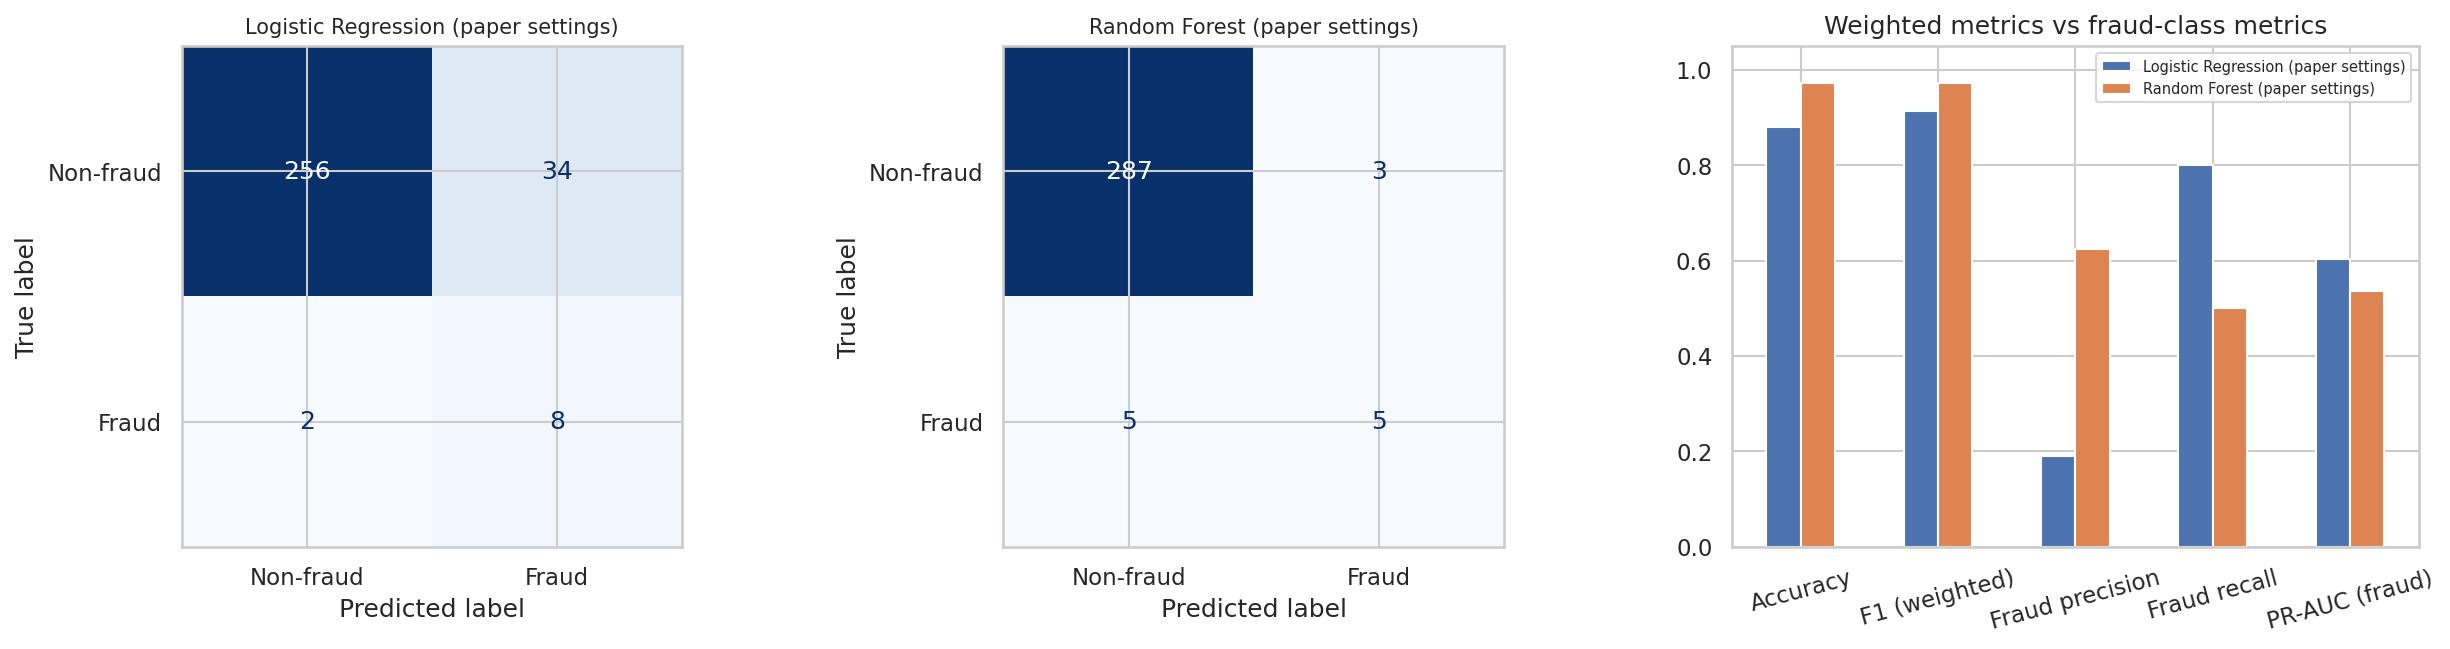 Logistic Regression (paper settings)
True label
Non-fraud
256
34
Fraud
2
8
Non-fraud
Fraud
Predicted label
Random Forest (paper settings)
True label
Non-fraud
287
3
Fraud
5
5
Non-fraud
Fraud
Predicted label
Weighted metrics vs fraud-class metrics
Logistic Regression (paper settings)
Random Forest (paper settings)
1.0
0.8
0.6
0.4
0.2
0.0
Accuracy
F1 (weighted)
Fraud precision
Fraud recall
PR-AUC (fraud)